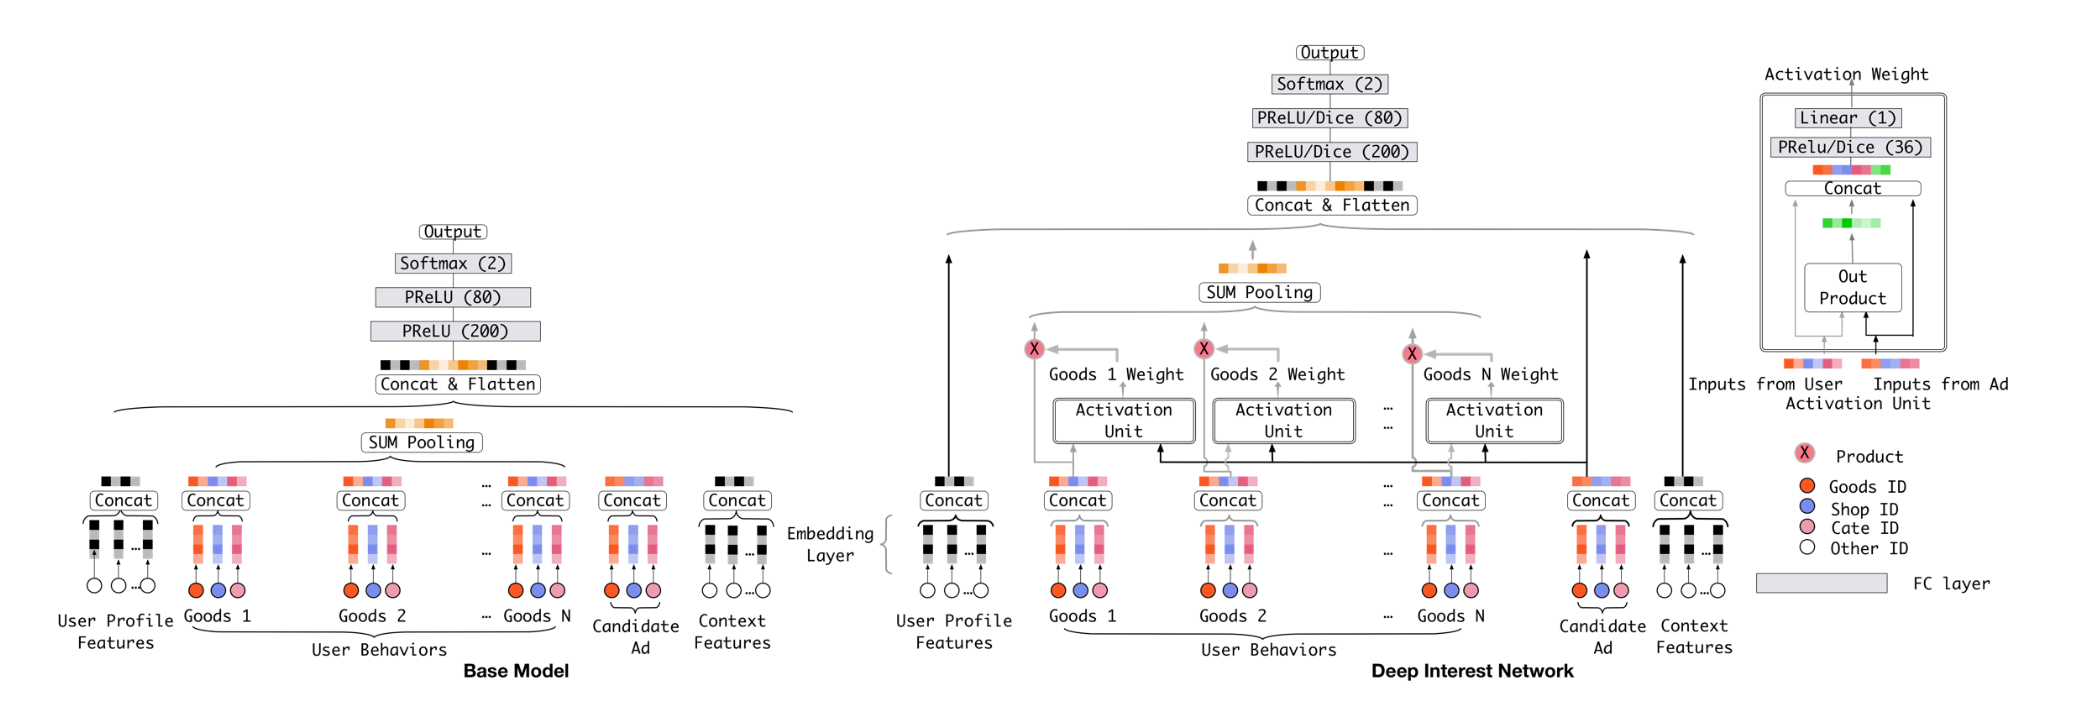 Output
Softmax (2)
PReLU (80)
PReLU (200)
Concat & Flatten
SUM Pooling
Concat
Concat
Concat
...
...
Concat
Concat
Concat
...
...
...
...
...
User Profile
Features
Goods 1
Goods 2
... Goods N
Candidate
Ad
Context
Features
User Behaviors
Base Model
Output
Softmax (2)
PReLU/Dice (80)
PReLU/Dice (200)
Concat & Flatten
SUM Pooling
X
X
X
Goods 1 Weight
Goods 2 Weight
Goods N Weight
Activation
Unit
Activation
Unit
...
...
Activation
Unit
Concat
Concat
Concat
...
...
Concat
Concat
Concat
Embedding
Layer
...
...
...
...
...
User Profile
Features
Goods 1
Goods 2
...
Goods N
Candidate
Ad
Context
Features
User Behaviors
Deep Interest Network
Activation Weight
Linear (1)
PRelu/Dice (36)
Concat
Out
Product
Inputs from User
Inputs from Ad
Activation Unit
X Product
Goods ID
Shop ID
Cate ID
Other ID
FC layer